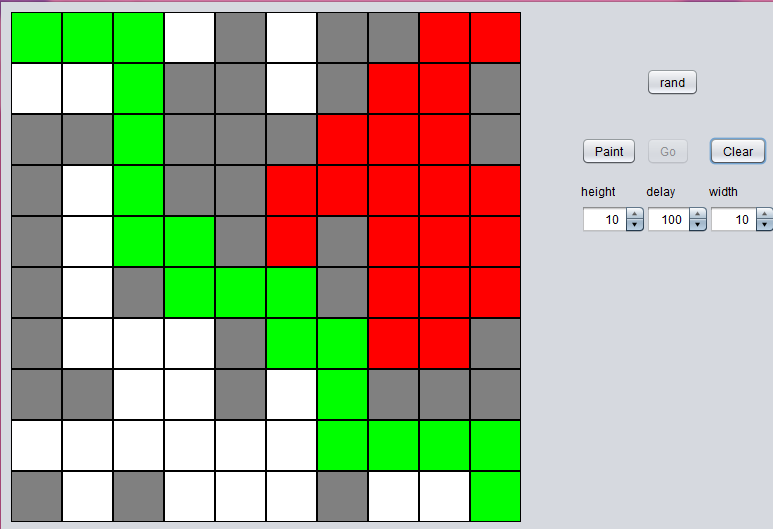 rand
Paint Go Clear
height delay width
10 100 10